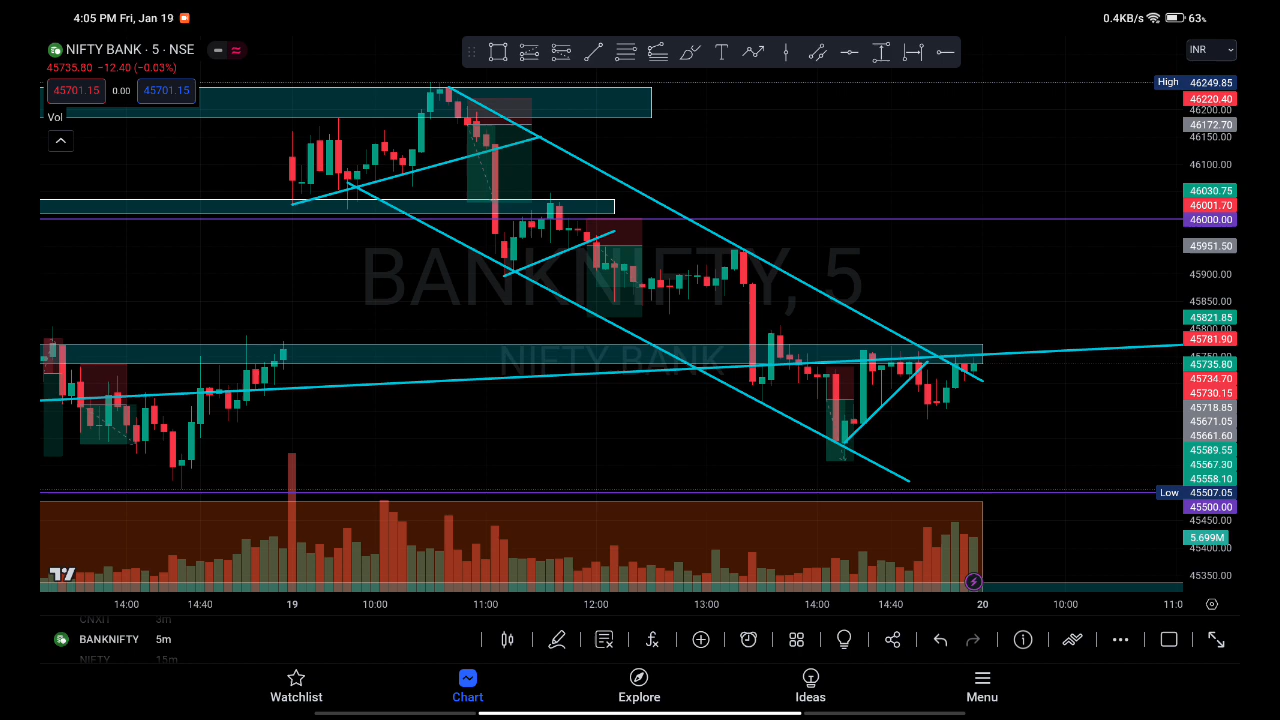 4:05 PM Fri, Jan 19
0.4KB/s 63%
NIFTY BANK · 5 · NSE
45735.80 −12.40 (−0.03%)
45701.15 0.00 45701.15
Vol
INR
BANKNIFTY, 5
NIFTY BANK
High 46249.85
46220.40
46200.00
46172.70
46150.00
46100.00
46030.75
46001.70
46000.00
45951.50
45900.00
45850.00
45821.85
45800.00
45781.90
45750.00
45735.80
45734.70
45730.15
45718.85
45671.05
45661.60
45589.55
45567.30
45558.10
Low 45507.05
45500.00
45450.00
5.699M
45400.00
45350.00
14:00 14:40 19 10:00 11:00 12:00 13:00 14:00 14:40 20 10:00 11:0
CNXIT 3m
BANKNIFTY 5m
NIFTY 15m
Watchlist Chart Explore Ideas Menu